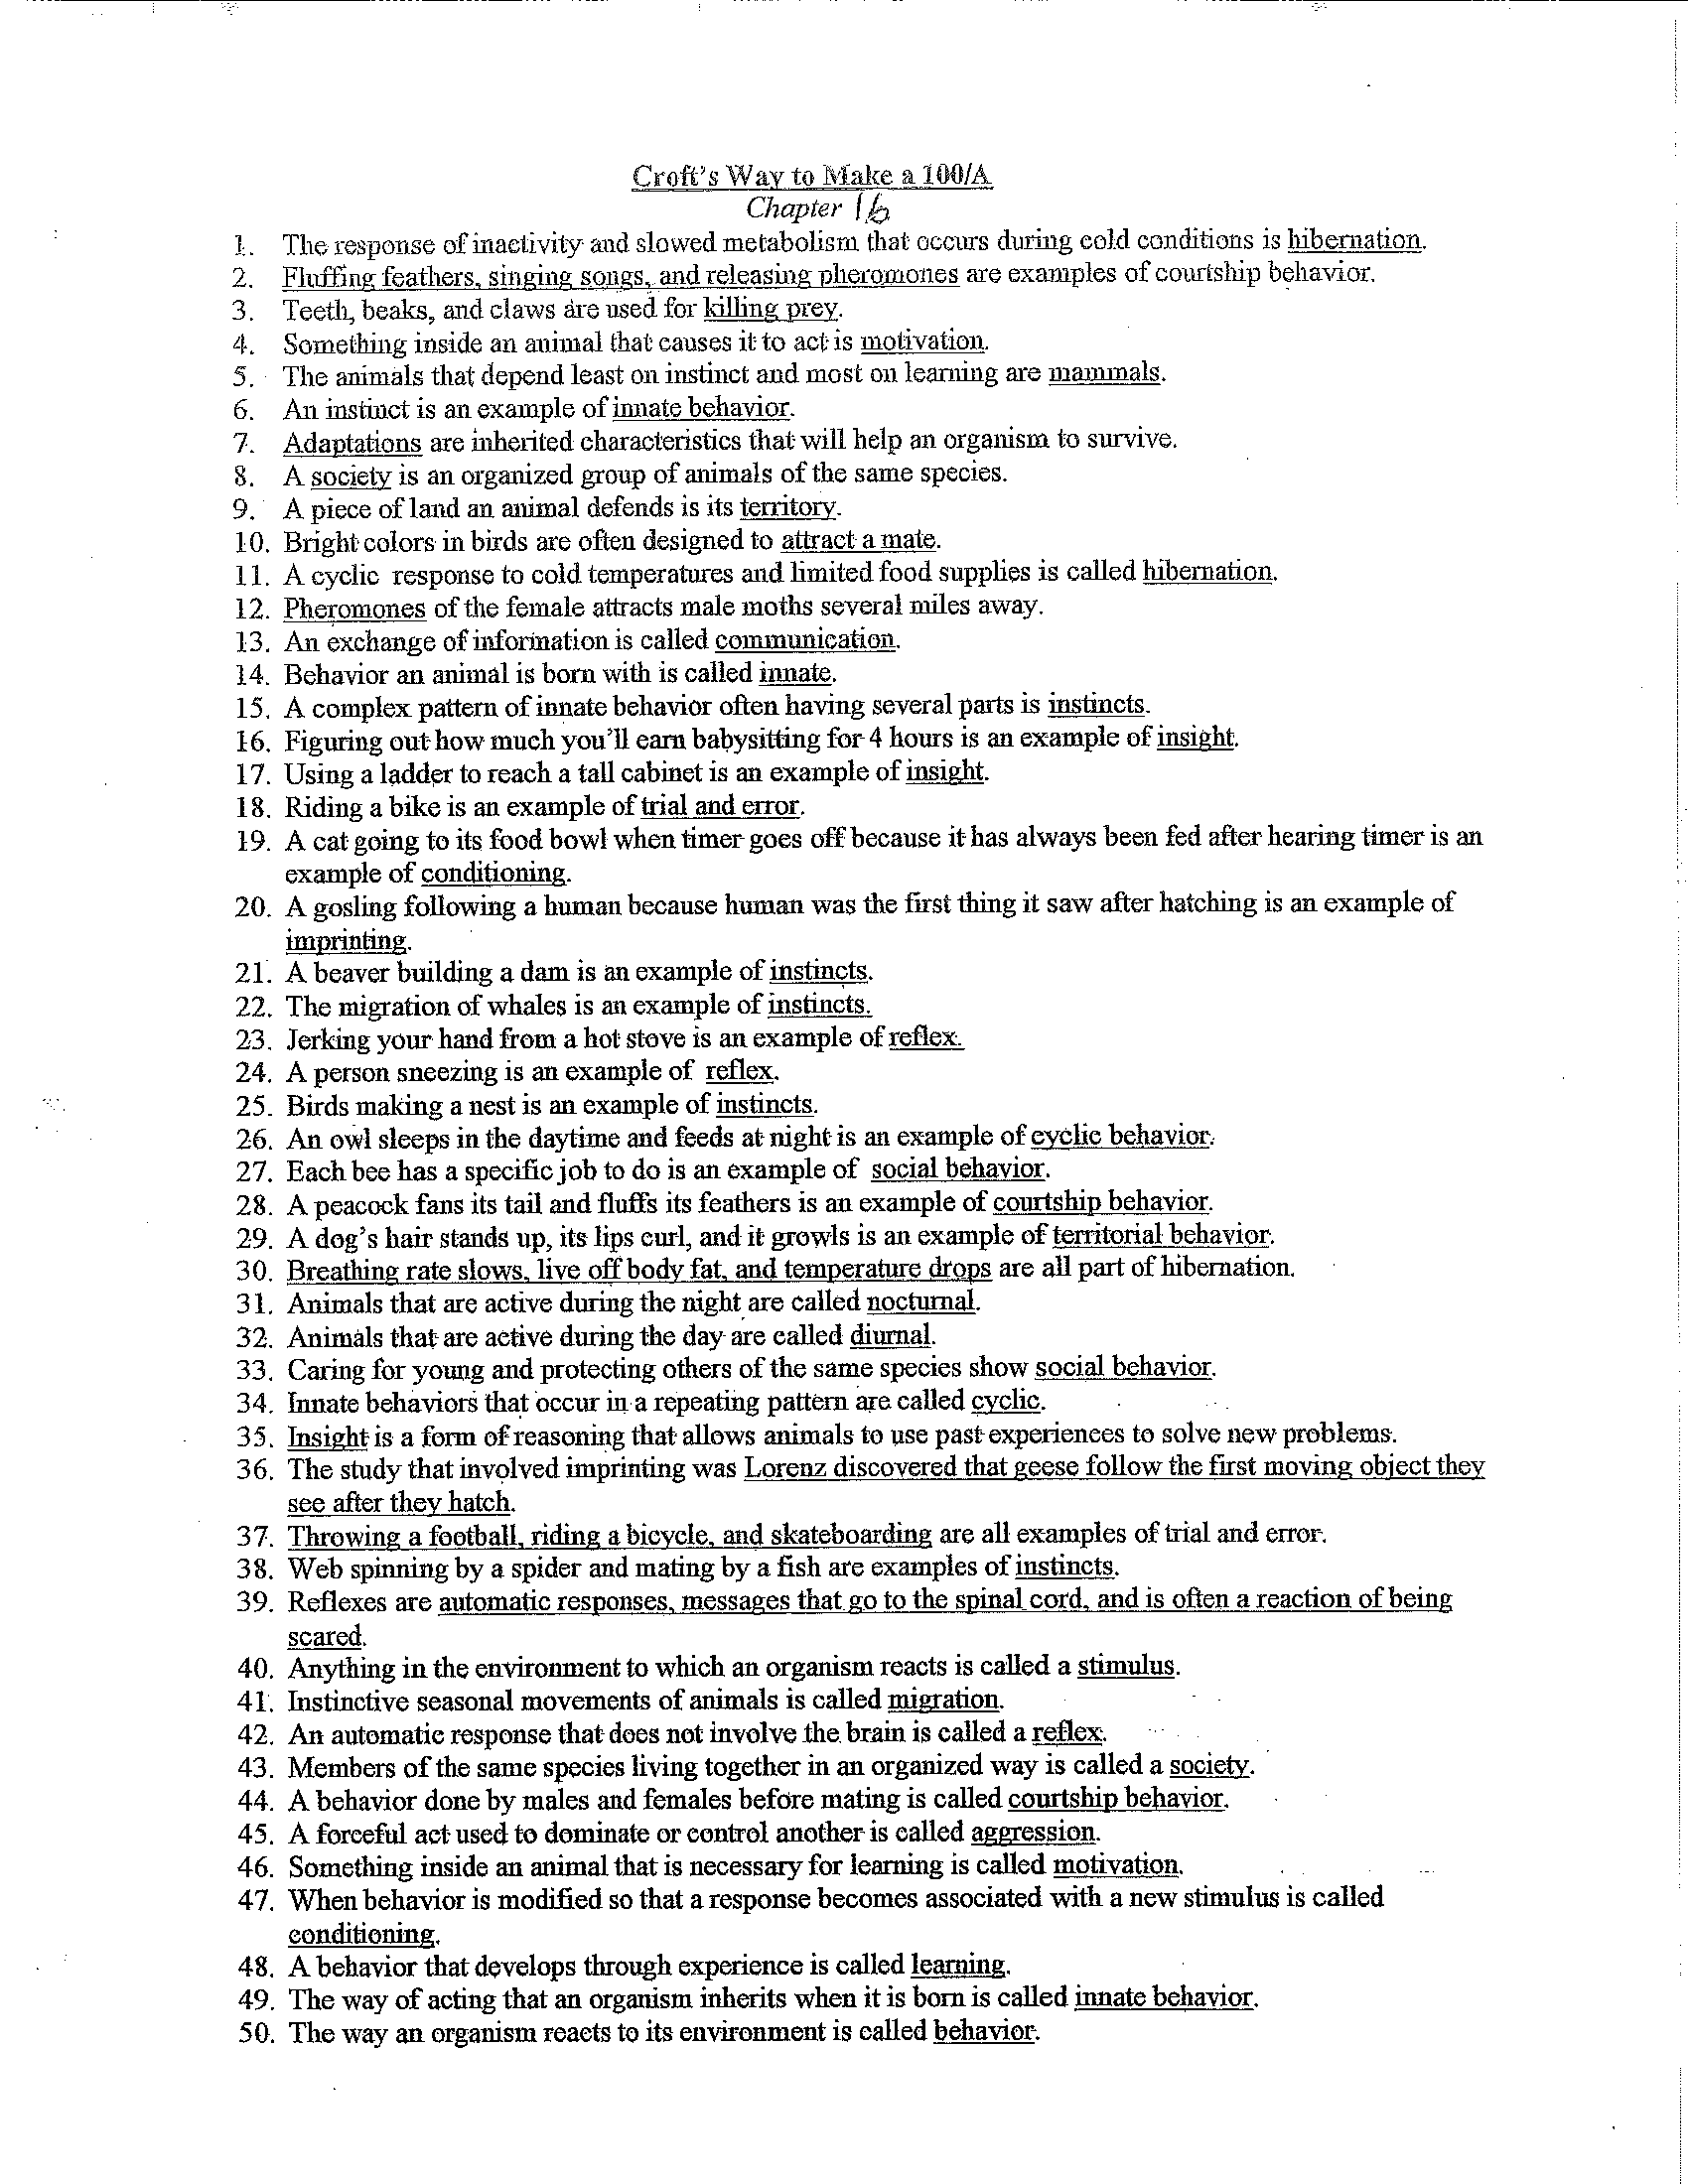 Croft's Way to Make a 100/A
Chapter 16
1. The response of inactivity and slowed metabolism that occurs during cold conditions is hibernation.
2. Fluffing feathers, singing songs, and releasing pheromones are examples of courtship behavior.
3. Teeth, beaks, and claws are used for killing prey.
4. Something inside an animal that causes it to act is motivation.
5. The animals that depend least on instinct and most on learning are mammals.
6. An instinct is an example of innate behavior.
7. Adaptations are inherited characteristics that will help an organism to survive.
8. A society is an organized group of animals of the same species.
9. A piece of land an animal defends is its territory.
10. Bright colors in birds are often designed to attract a mate.
11. A cyclic response to cold temperatures and limited food supplies is called hibernation.
12. Pheromones of the female attracts male moths several miles away.
13. An exchange of information is called communication.
14. Behavior an animal is born with is called innate.
15. A complex pattern of innate behavior often having several parts is instincts.
16. Figuring out how much you'll earn babysitting for 4 hours is an example of insight.
17. Using a ladder to reach a tall cabinet is an example of insight.
18. Riding a bike is an example of trial and error.
19. A cat going to its food bowl when timer goes off because it has always been fed after hearing timer is an
example of conditioning.
20. A gosling following a human because human was the first thing it saw after hatching is an example of
imprinting.
21. A beaver building a dam is an example of instincts.
22. The migration of whales is an example of instincts.
23. Jerking your hand from a hot stove is an example of reflex.
24. A person sneezing is an example of reflex.
25. Birds making a nest is an example of instincts.
26. An owl sleeps in the daytime and feeds at night is an example of cyclic behavior.
27. Each bee has a specific job to do is an example of social behavior.
28. A peacock fans its tail and fluffs its feathers is an example of courtship behavior.
29. A dog's hair stands up, its lips curl, and it growls is an example of territorial behavior.
30. Breathing rate slows, live off body fat, and temperature drops are all part of hibernation.
31. Animals that are active during the night are called nocturnal.
32. Animals that are active during the day are called diurnal.
33. Caring for young and protecting others of the same species show social behavior.
34. Innate behaviors that occur in a repeating pattern are called cyclic.
35. Insight is a form of reasoning that allows animals to use past experiences to solve new problems.
36. The study that involved imprinting was Lorenz discovered that geese follow the first moving object they
see after they hatch.
37. Throwing a football, riding a bicycle, and skateboarding are all examples of trial and error.
38. Web spinning by a spider and mating by a fish are examples of instincts.
39. Reflexes are automatic responses, messages that go to the spinal cord, and is often a reaction of being
scared.
40. Anything in the environment to which an organism reacts is called a stimulus.
41. Instinctive seasonal movements of animals is called migration.
42. An automatic response that does not involve the brain is called a reflex.
43. Members of the same species living together in an organized way is called a society.
44. A behavior done by males and females before mating is called courtship behavior.
45. A forceful act used to dominate or control another is called aggression.
46. Something inside an animal that is necessary for learning is called motivation.
47. When behavior is modified so that a response becomes associated with a new stimulus is called
conditioning.
48. A behavior that develops through experience is called learning.
49. The way of acting that an organism inherits when it is born is called innate behavior.
50. The way an organism reacts to its environment is called behavior.